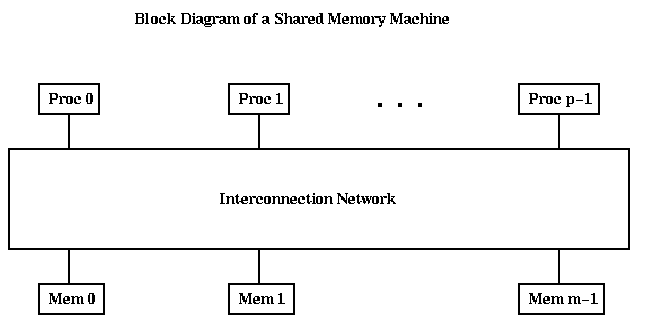 Block Diagram of a Shared Memory Machine
Proc 0 Proc 1 . . . Proc p-1
Interconnection Network
Mem 0 Mem 1 Mem m-1